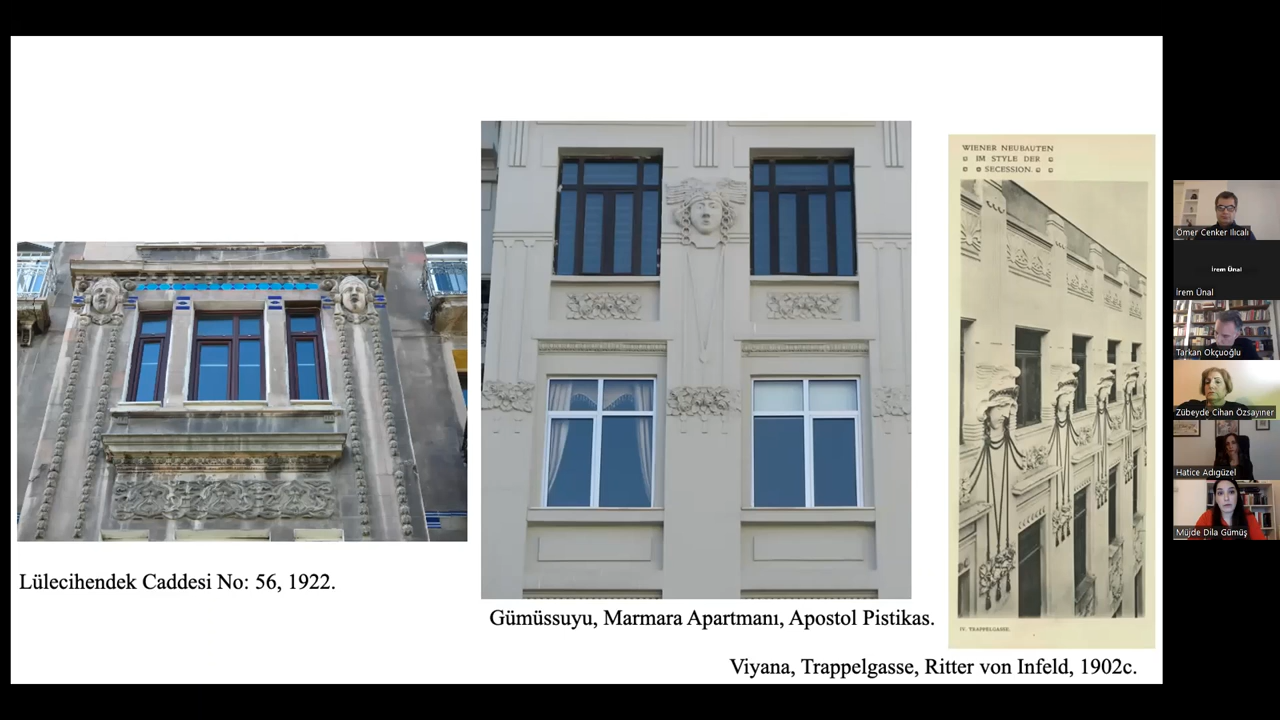 WIENER NEUBAUTEN
IM STYLE DER
SECESSION.
IV. TRAPPELGASSE.
Lülecihendek Caddesi No: 56, 1922.
Gümüssuyu, Marmara Apartmanı, Apostol Pistikas.
Viyana, Trappelgasse, Ritter von Infeld, 1902c.
Ömer Cenker Ilıcalı
İrem Ünal
İrem Ünal
Tarkan Okçuoğlu
Zübeyde Cihan Özsayıner
Hatice Adıgüzel
Müjde Dila Gümüş